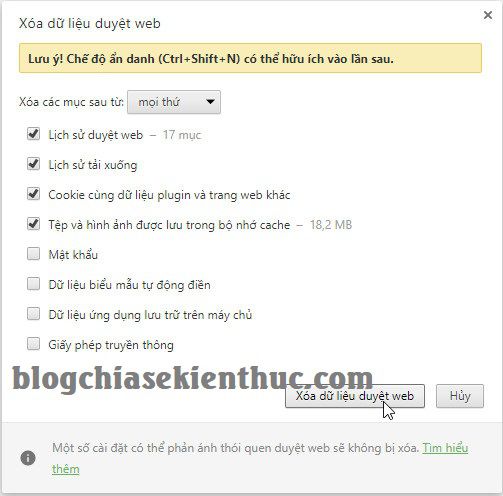 Xóa dữ liệu duyệt web
Lưu ý! Chế độ ẩn danh (Ctrl+Shift+N) có thể hữu ích vào lần sau.
Xóa các mục sau từ: mọi thứ
Lịch sử duyệt web – 17 mục
Lịch sử tải xuống
Cookie cùng dữ liệu plugin và trang web khác
Tệp và hình ảnh được lưu trong bộ nhớ cache – 18,2 MB
Mật khẩu
Dữ liệu biểu mẫu tự động điền
Dữ liệu ứng dụng lưu trữ trên máy chủ
Giấy phép truyền thông
blogchiasekienthuc.com
Xóa dữ liệu duyệt web Hủy
Một số cài đặt có thể phản ánh thói quen duyệt web sẽ không bị xóa. Tìm hiểu
thêm